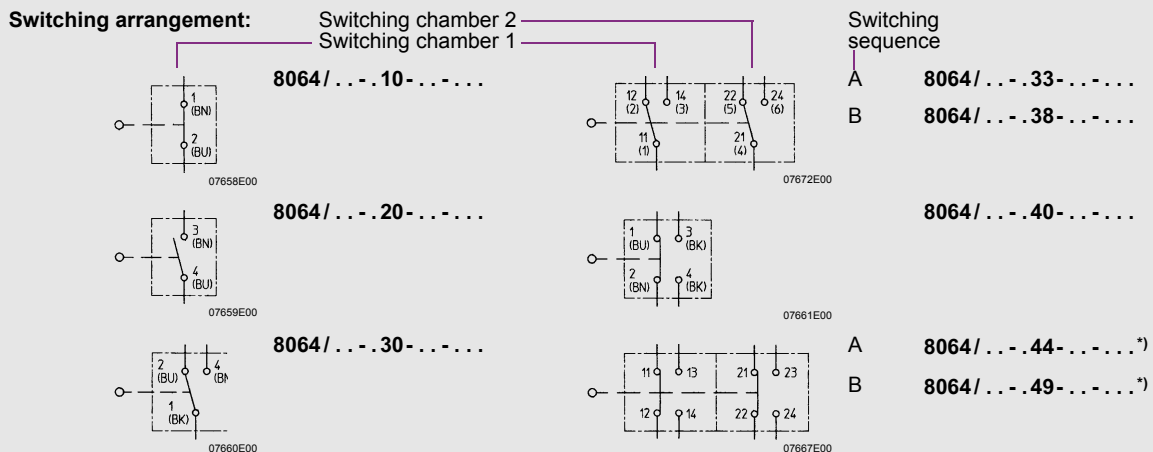 Switching arrangement:
Switching chamber 2
Switching chamber 1
Switching
sequence
1
(BN)
2
(BU)
07658E00
8064 / . . - . 10 - . . - . . .
12
(2)
14
(3)
11
(1)
22
(5)
24
(6)
21
(4)
07672E00
A 8064 / . . - . 33 - . . - . . .
B 8064 / . . - . 38 - . . - . . .
3
(BN)
4
(BU)
07659E00
8064 / . . - . 20 - . . - . . .
1
(BU)
3
(BK)
2
(BN)
4
(BK)
07661E00
8064 / . . - . 40 - . . - . . .
2
(BU)
4
1
(BK)
07660E00
8064 / . . - . 30 - . . - . . .
11 13 21 23
12 14 22 24
07667E00
A 8064 / . . - . 44 - . . - . . . *)
B 8064 / . . - . 49 - . . - . . . *)